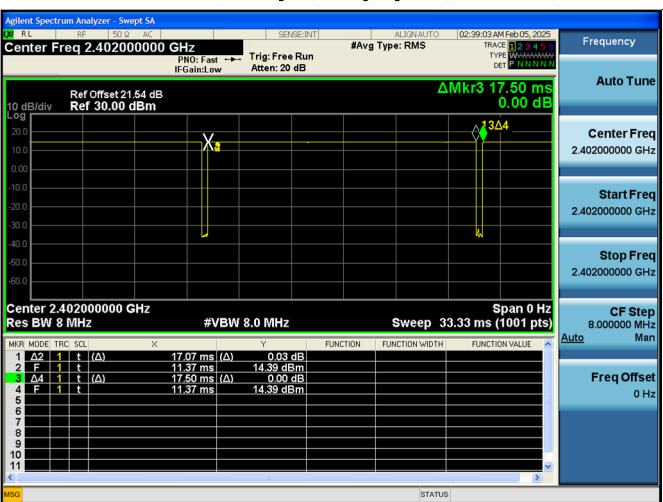 Agilent Spectrum Analyzer - Swept SA
LXI RL RF 50 Ω AC SENSE:INT ALIGN AUTO 02:39:03 AM Feb 05, 2025
Center Freq 2.402000000 GHz
PNO: Fast
IFGain:Low
Trig: Free Run
Atten: 20 dB
#Avg Type: RMS
TRACE 1 2 3 4 5 6
TYPE W
DET P N N N N N
Ref Offset 21.54 dB
Ref 30.00 dBm
ΔMkr3 17.50 ms
0.00 dB
10 dB/div
Log
20.0
10.0
0.00
-10.0
-20.0
-30.0
-40.0
-50.0
-60.0
X 2
1 3Δ4
Center 2.402000000 GHz
Span 0 Hz
Res BW 8 MHz
#VBW 8.0 MHz
Sweep 33.33 ms (1001 pts)
MKR MODE TRC SCL X Y FUNCTION FUNCTION WIDTH FUNCTION VALUE
1 Δ2 1 t (Δ) 17.07 ms (Δ) 0.03 dB
2 F 1 t 11.37 ms 14.39 dBm
3 Δ4 1 t (Δ) 17.50 ms (Δ) 0.00 dB
4 F 1 t 11.37 ms 14.39 dBm
5
6
7
8
9
10
11
MSG
STATUS
Frequency
Auto Tune
Center Freq
2.402000000 GHz
Start Freq
2.402000000 GHz
Stop Freq
2.402000000 GHz
CF Step
8.000000 MHz
Auto Man
Freq Offset
0 Hz